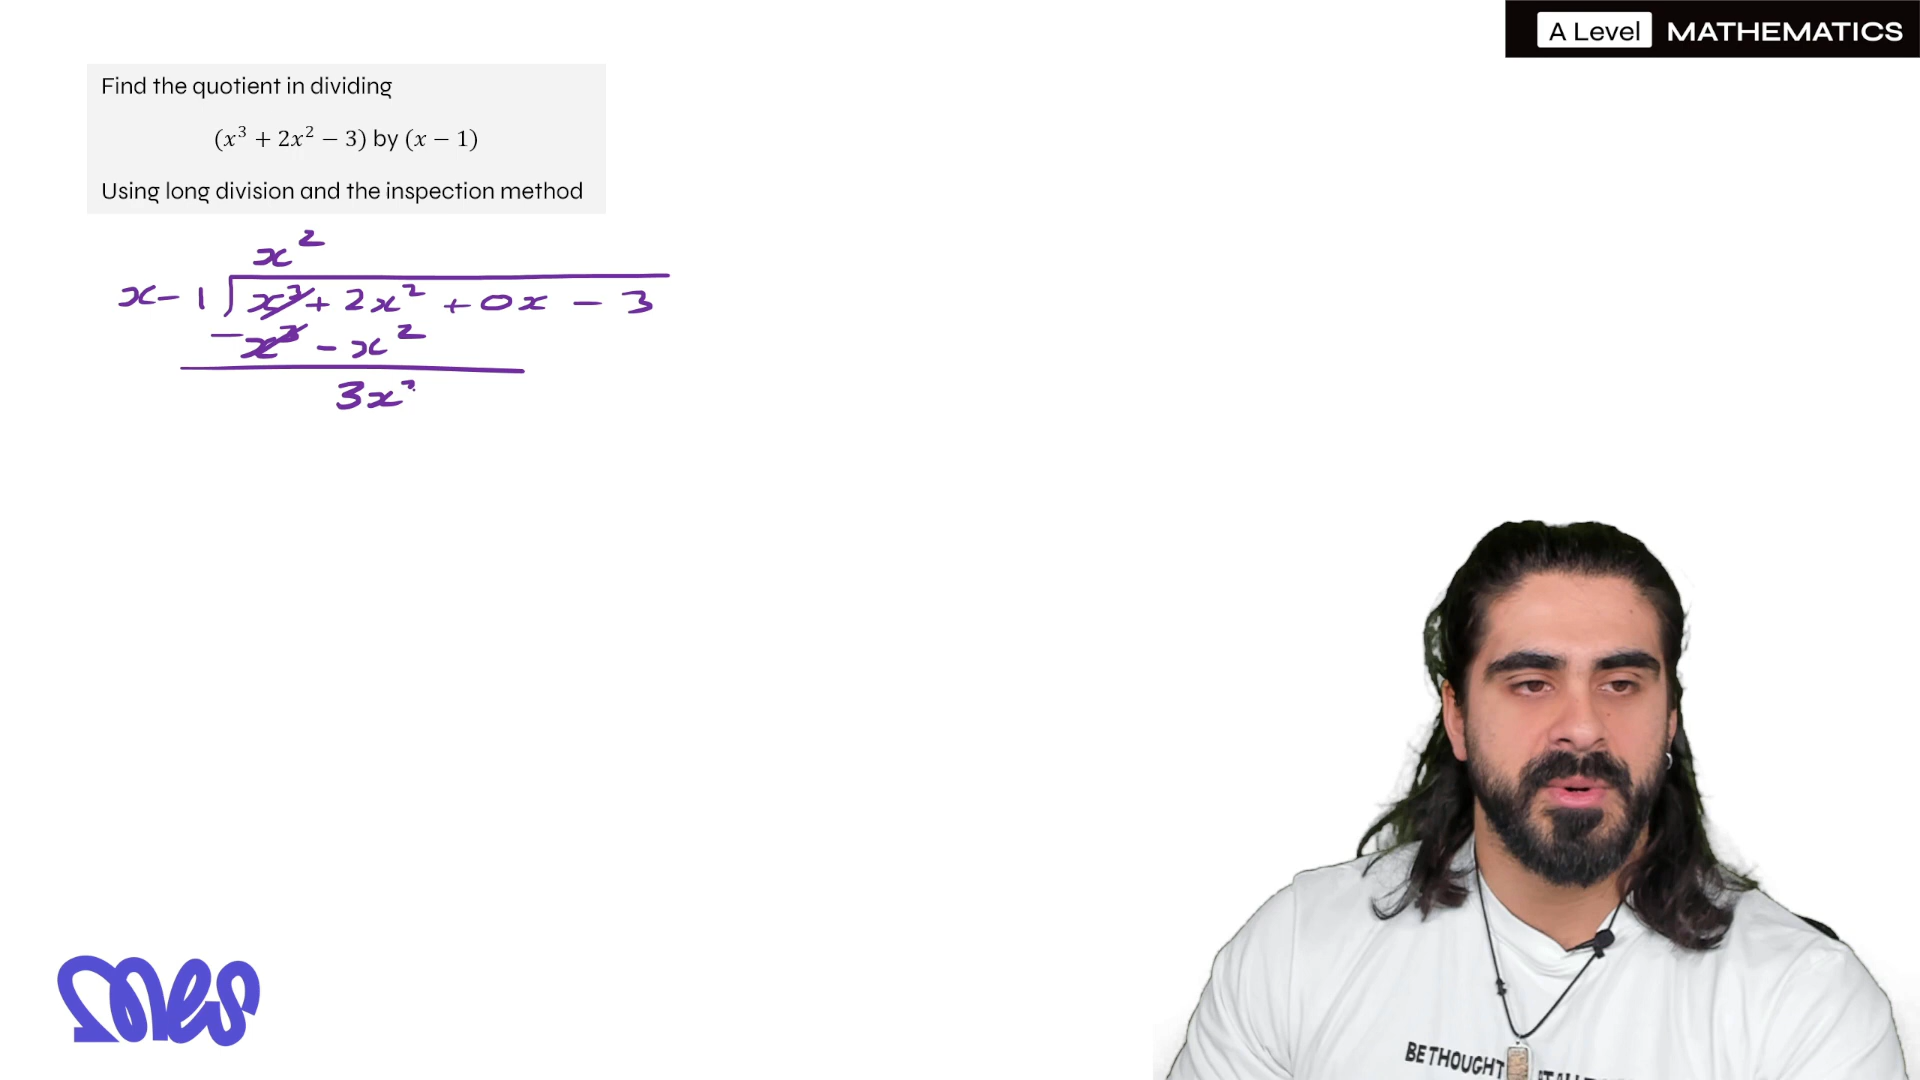 A Level MATHEMATICS
Find the quotient in dividing
(x³ + 2x² − 3) by (x − 1)
Using long division and the inspection method
x²
x − 1 x³ + 2x² + 0x − 3
− x³ − x²
3x²
mes
BE THOUGHT